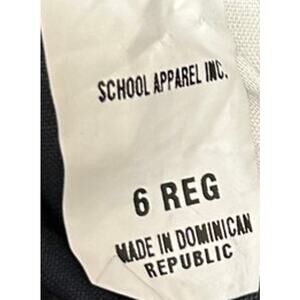 SCHOOL APPAREL INC.
6 REG
MADE IN DOMINICAN
REPUBLIC